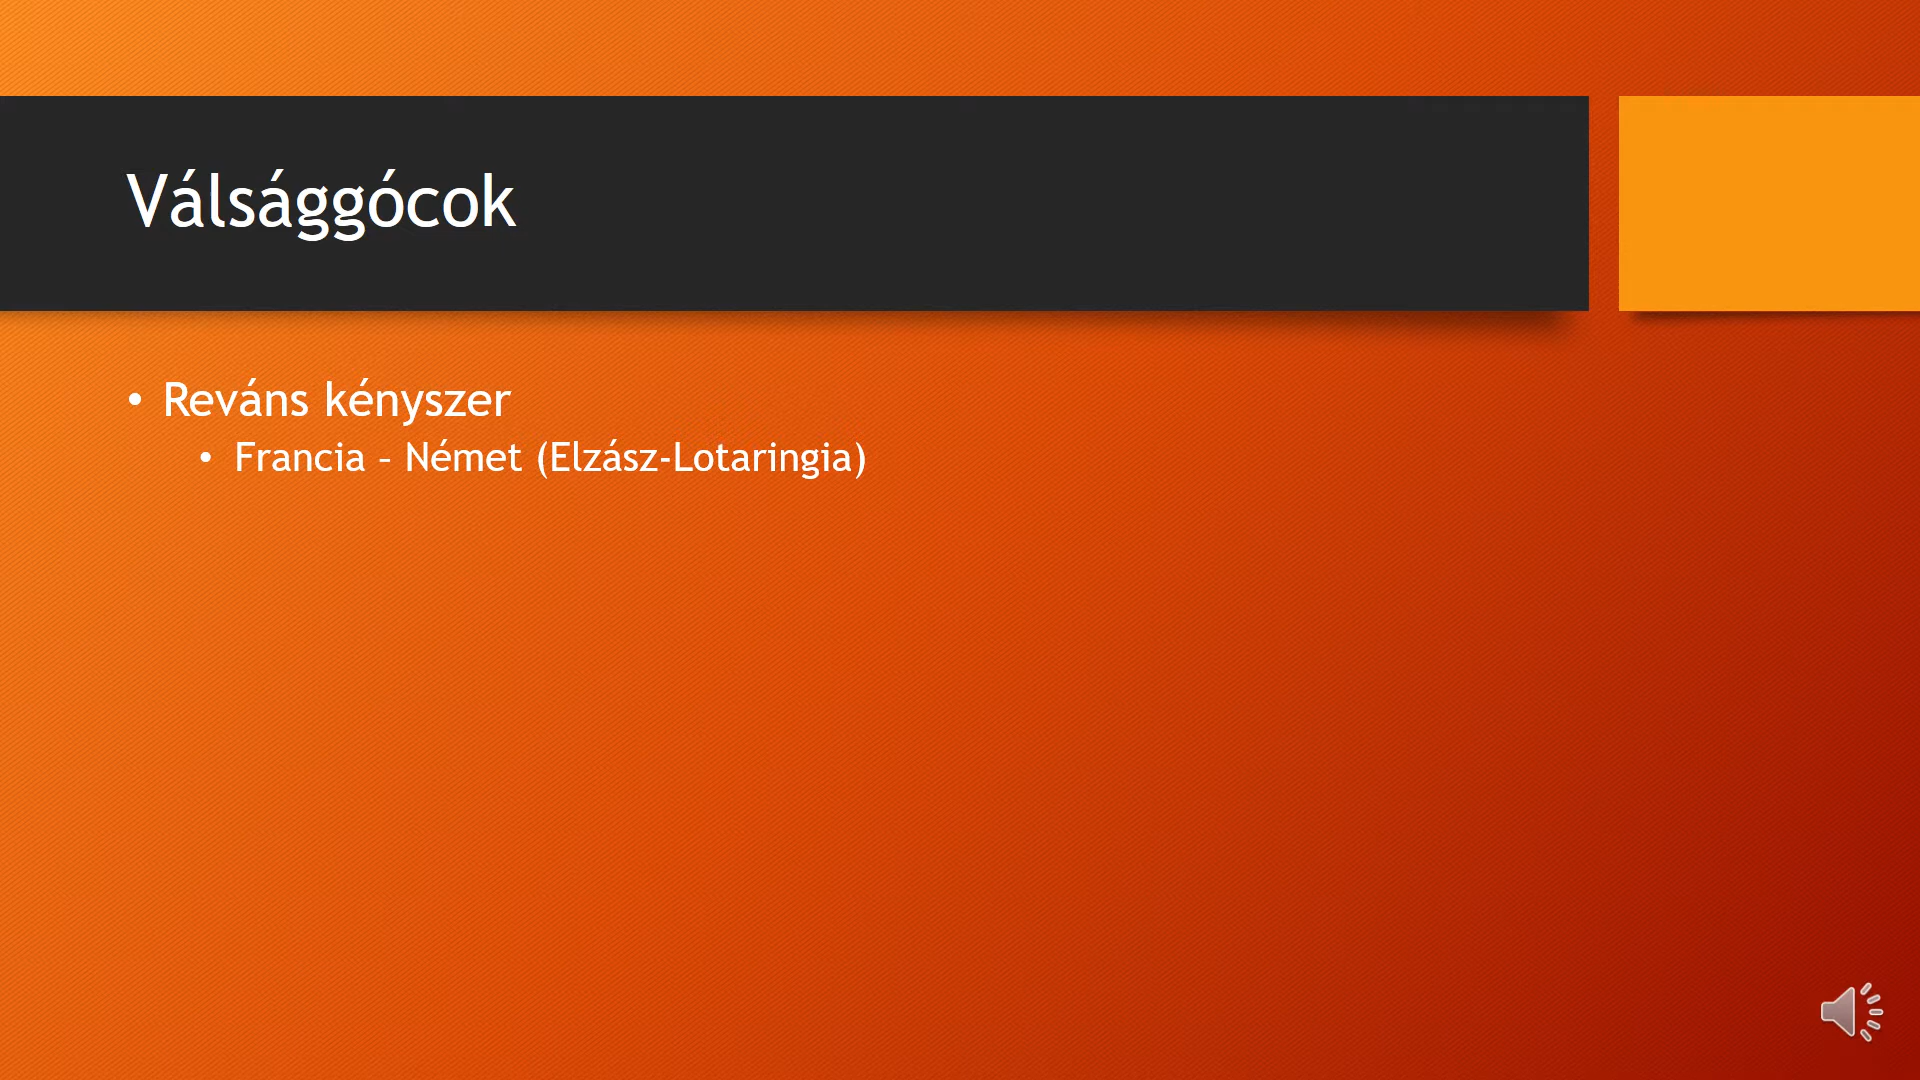 Válsággócok
• Reváns kényszer
• Francia – Német (Elzász-Lotaringia)